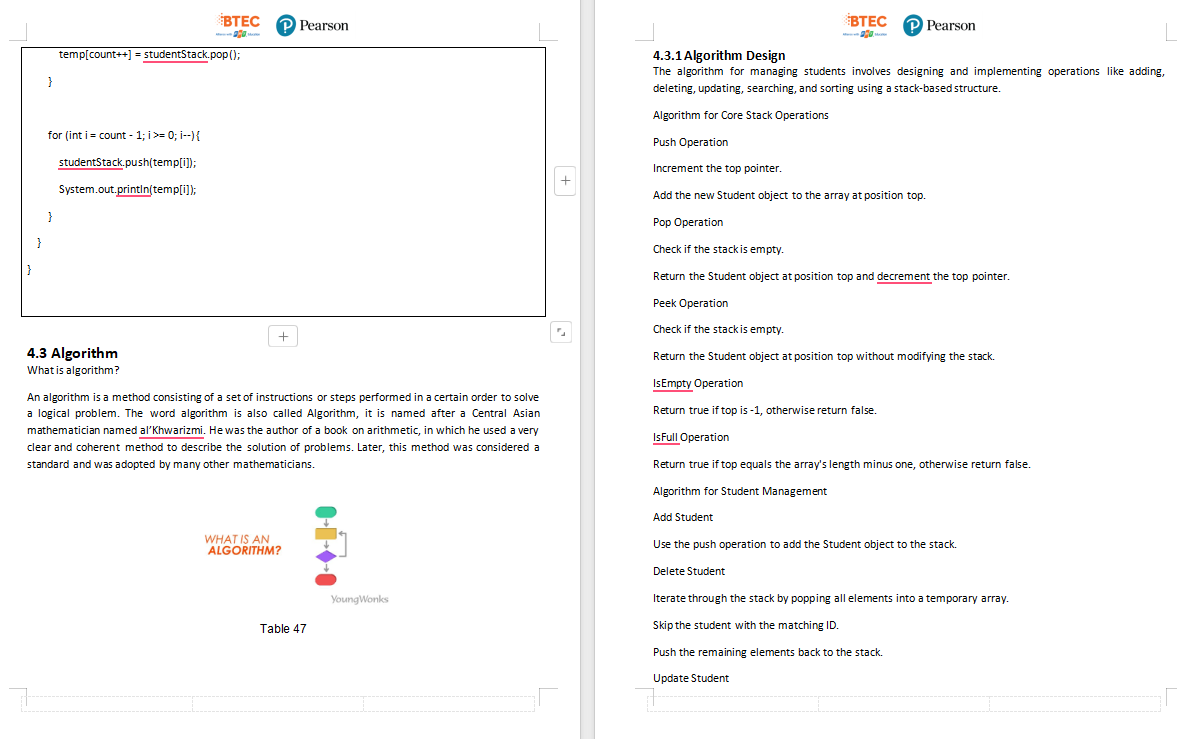 BTEC Pearson
temp[count++] = studentStack.pop();
}
for (int i = count - 1; i >= 0; i--) {
studentStack.push(temp[i]);
System.out.println(temp[i]);
}
}
}
4.3 Algorithm
What is algorithm?
An algorithm is a method consisting of a set of instructions or steps performed in a certain order to solve
a logical problem. The word algorithm is also called Algorithm, it is named after a Central Asian
mathematician named al'Khwarizmi. He was the author of a book on arithmetic, in which he used a very
clear and coherent method to describe the solution of problems. Later, this method was considered a
standard and was adopted by many other mathematicians.
WHAT IS AN
ALGORITHM?
YoungWonks
Table 47
BTEC Pearson
4.3.1 Algorithm Design
The algorithm for managing students involves designing and implementing operations like adding,
deleting, updating, searching, and sorting using a stack-based structure.
Algorithm for Core Stack Operations
Push Operation
Increment the top pointer.
Add the new Student object to the array at position top.
Pop Operation
Check if the stack is empty.
Return the Student object at position top and decrement the top pointer.
Peek Operation
Check if the stack is empty.
Return the Student object at position top without modifying the stack.
IsEmpty Operation
Return true if top is -1, otherwise return false.
IsFull Operation
Return true if top equals the array's length minus one, otherwise return false.
Algorithm for Student Management
Add Student
Use the push operation to add the Student object to the stack.
Delete Student
Iterate through the stack by popping all elements into a temporary array.
Skip the student with the matching ID.
Push the remaining elements back to the stack.
Update Student